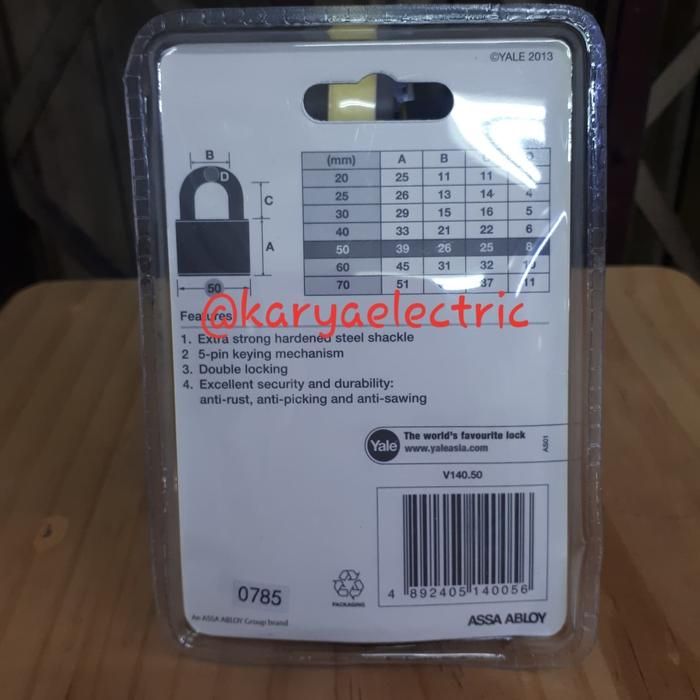 ©YALE 2013
B
D
C
A
50
(mm) A B
20 25 11 11
25 26 13 14 4
30 29 15 16 5
40 33 21 22 6
50 39 26 25 8
60 45 31 32 10
70 51 37 11
@karyaelectric
Features
1. Extra strong hardened steel shackle
2 5-pin keying mechanism
3. Double locking
4. Excellent security and durability:
anti-rust, anti-picking and anti-sawing
Yale The world's favourite lock
www.yaleasia.com
AS01
V140.50
4 892405 140056
0785
PACKAGING
An ASSA ABLOY Group brand
ASSA ABLOY